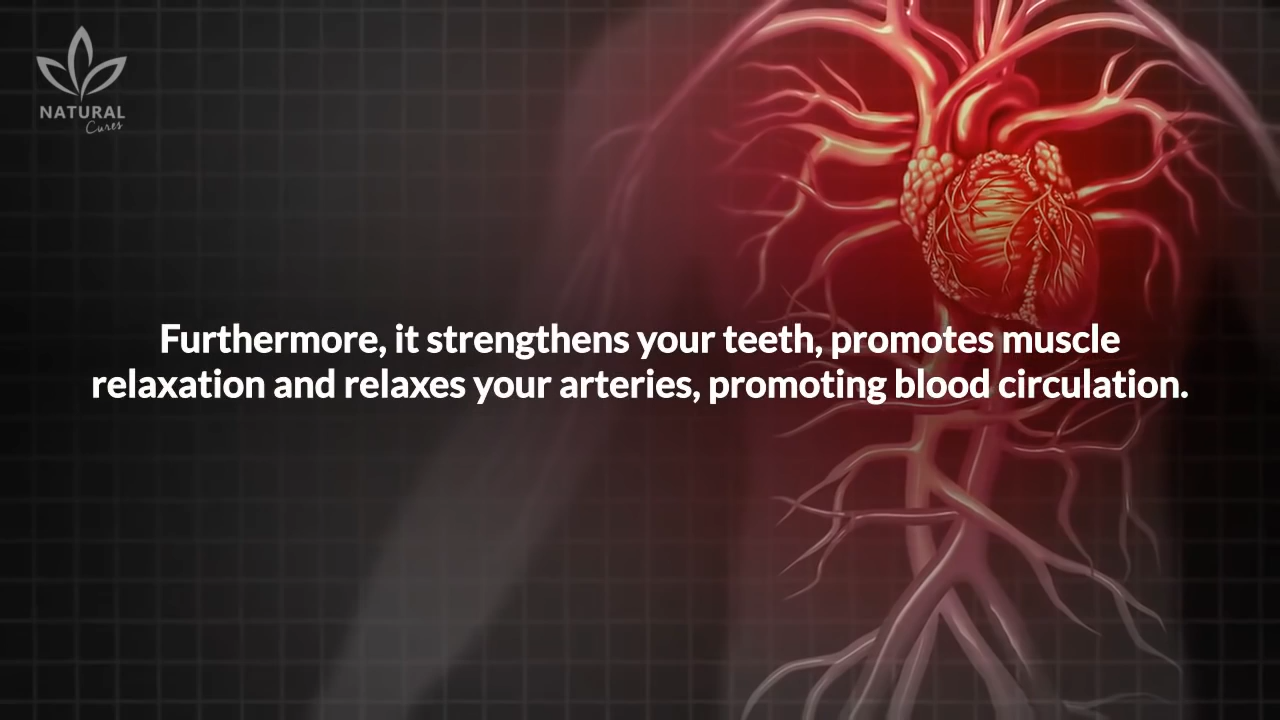 NATURAL
Cures
Furthermore, it strengthens your teeth, promotes muscle
relaxation and relaxes your arteries, promoting blood circulation.